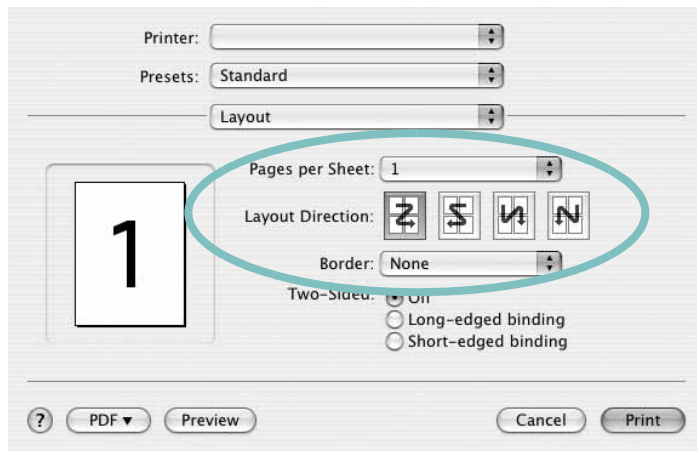 Printer:
Presets: Standard
Layout
Pages per Sheet: 1
Layout Direction:
1
Border: None
Two-Sided: Off
Long-edged binding
Short-edged binding
? PDF Preview Cancel Print